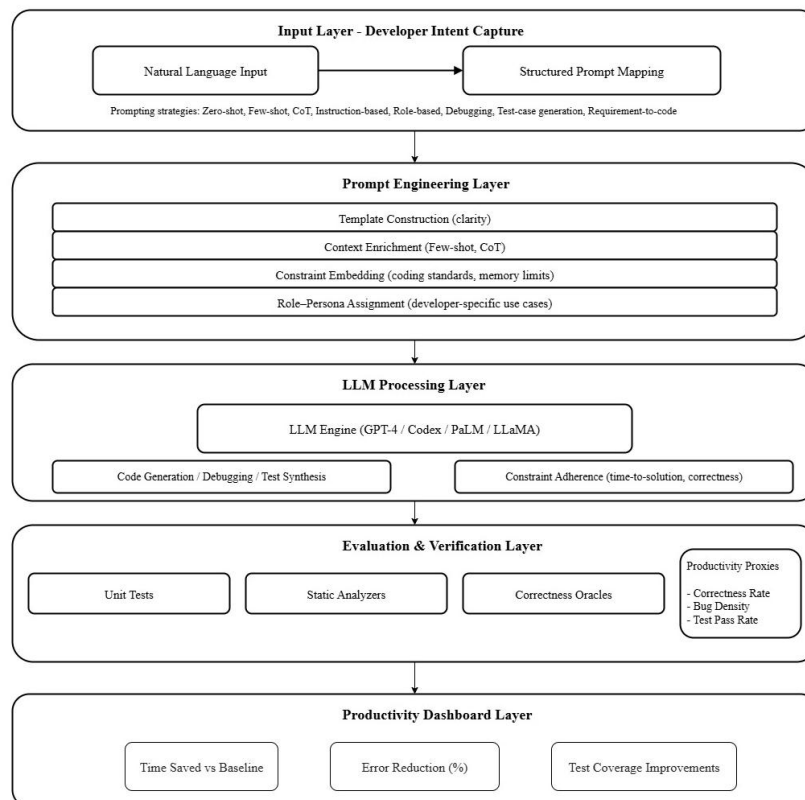 Input Layer - Developer Intent Capture
Natural Language Input
Structured Prompt Mapping
Prompting strategies: Zero-shot, Few-shot, CoT, Instruction-based, Role-based, Debugging, Test-case generation, Requirement-to-code
Prompt Engineering Layer
Template Construction (clarity)
Context Enrichment (Few-shot, CoT)
Constraint Embedding (coding standards, memory limits)
Role–Persona Assignment (developer-specific use cases)
LLM Processing Layer
LLM Engine (GPT-4 / Codex / PaLM / LLaMA)
Code Generation / Debugging / Test Synthesis
Constraint Adherence (time-to-solution, correctness)
Evaluation & Verification Layer
Unit Tests
Static Analyzers
Correctness Oracles
Productivity Proxies
- Correctness Rate
- Bug Density
- Test Pass Rate
Productivity Dashboard Layer
Time Saved vs Baseline
Error Reduction (%)
Test Coverage Improvements